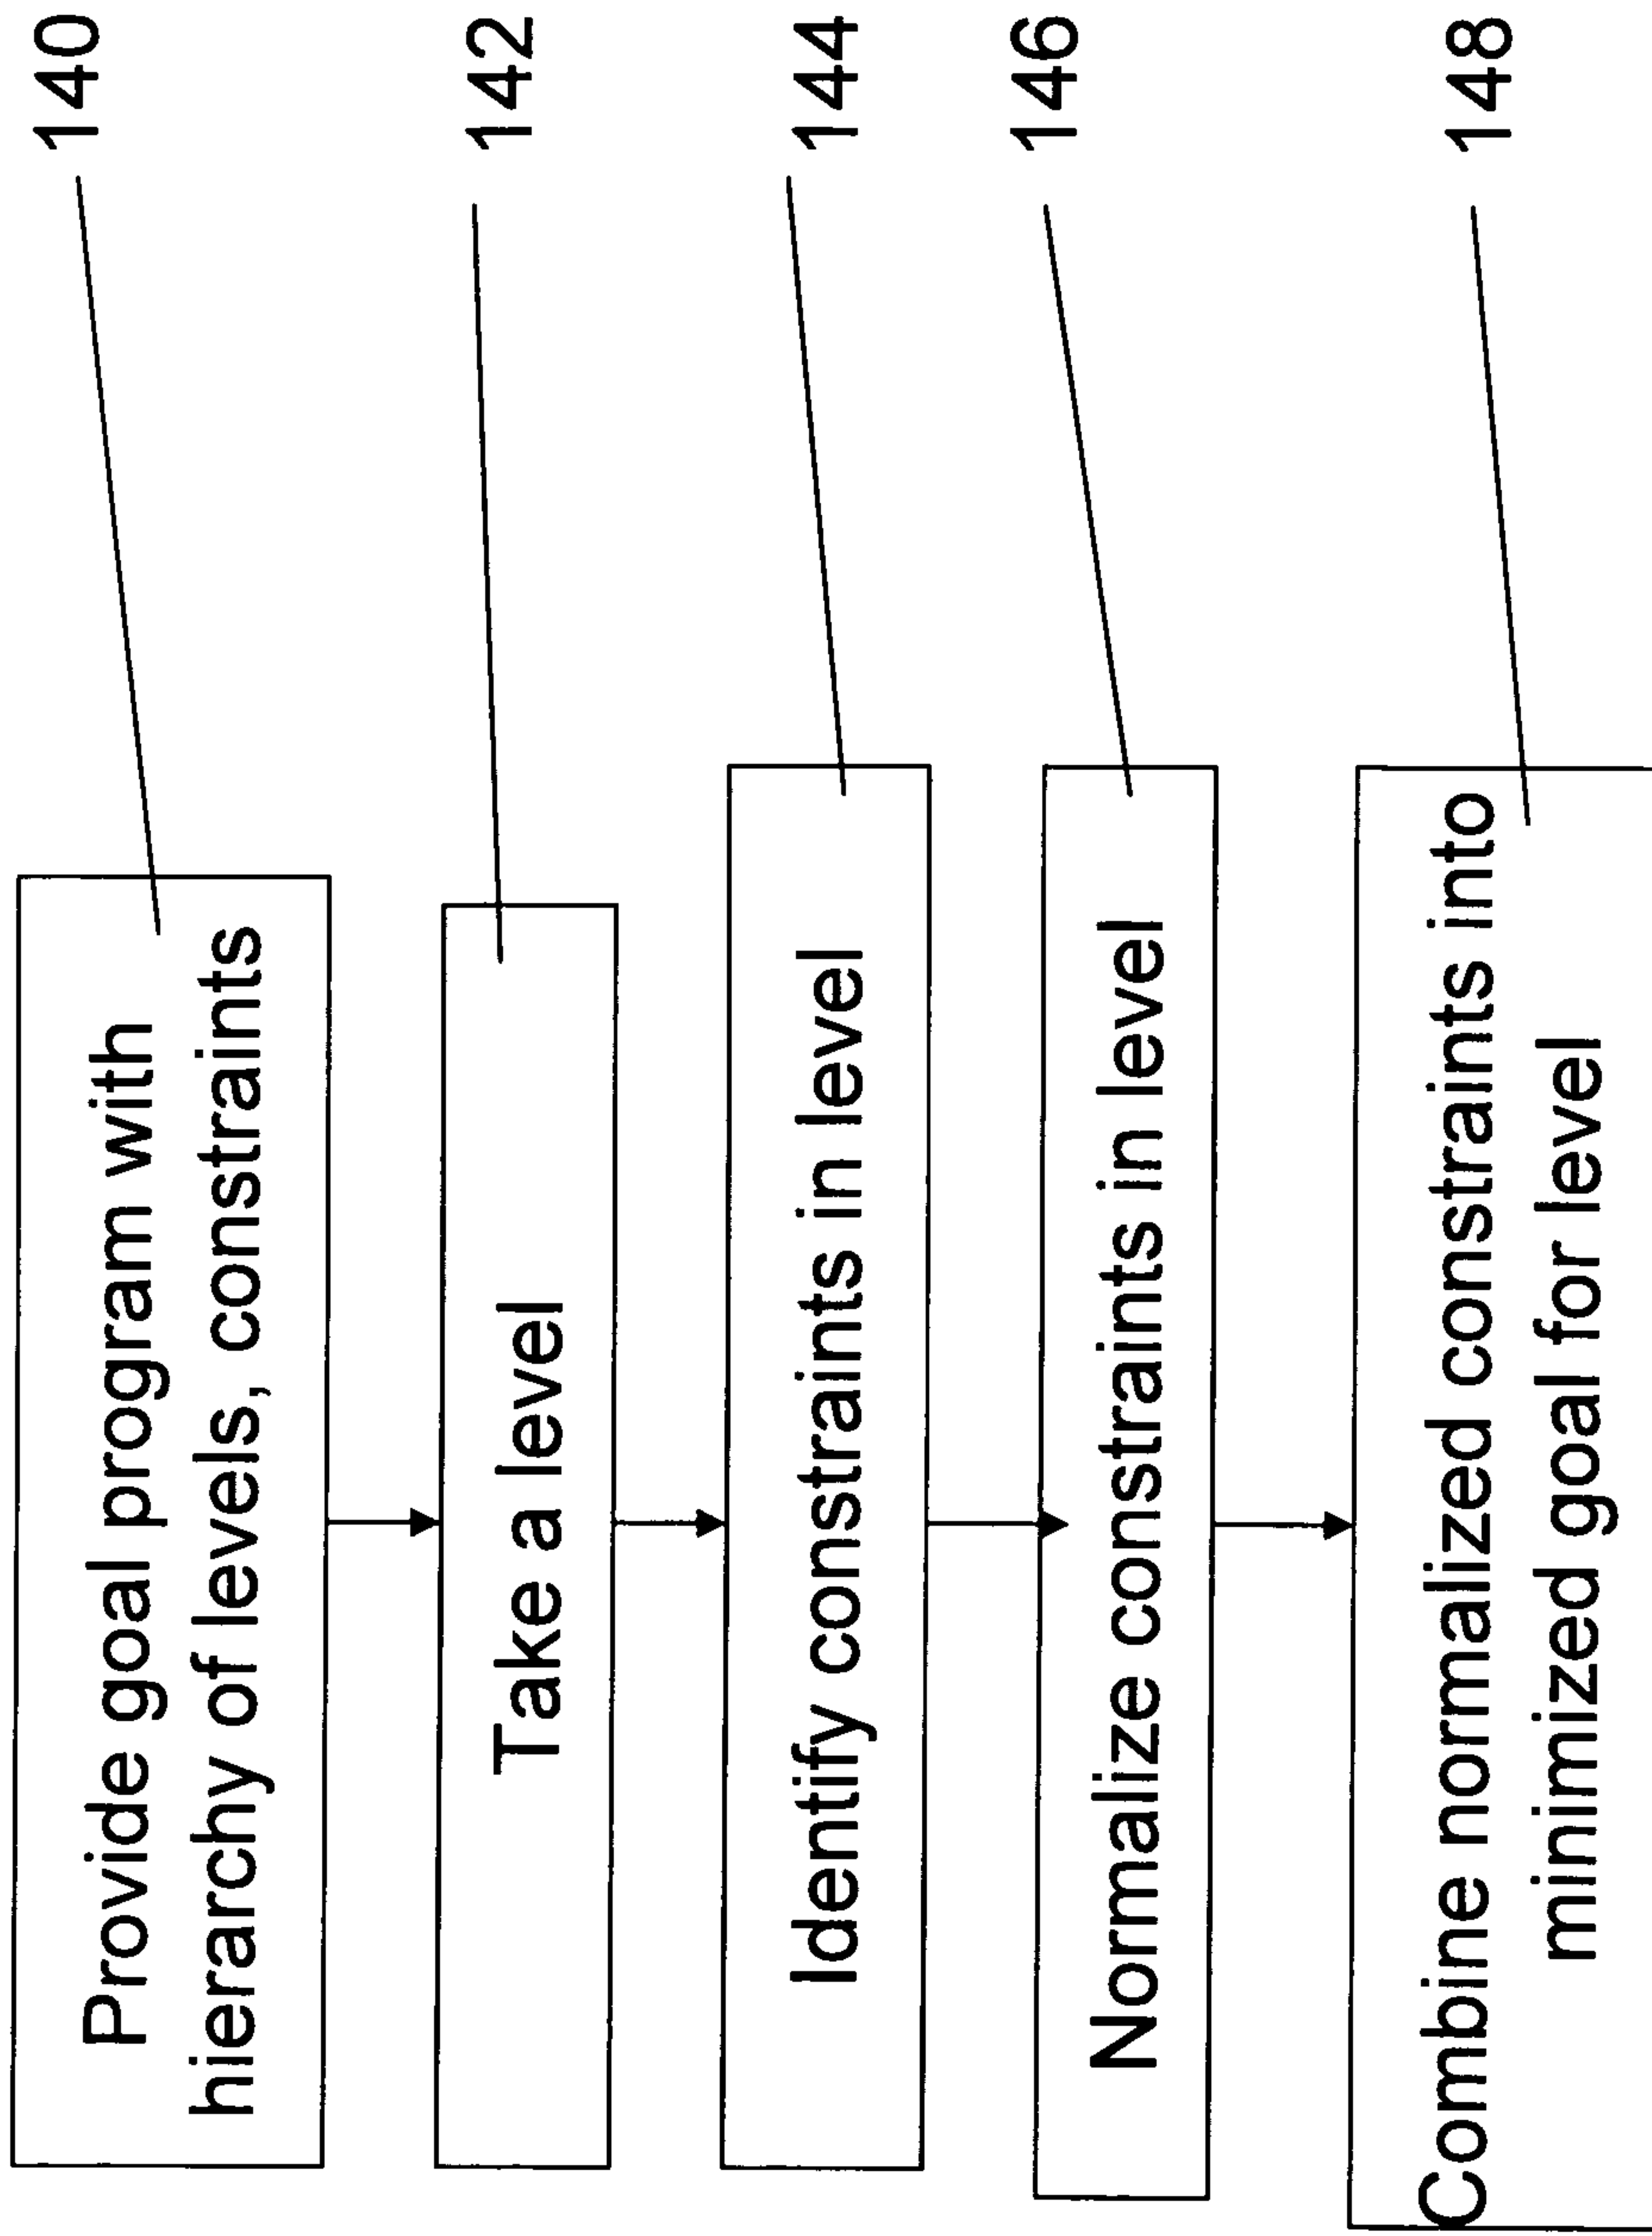 Provide goal program with
hierarchy of levels, constraints
140
Take a level
142
Identify constraints in level
144
Normalize constraints in level
146
Combine normalized constraints into
minimized goal for level
148